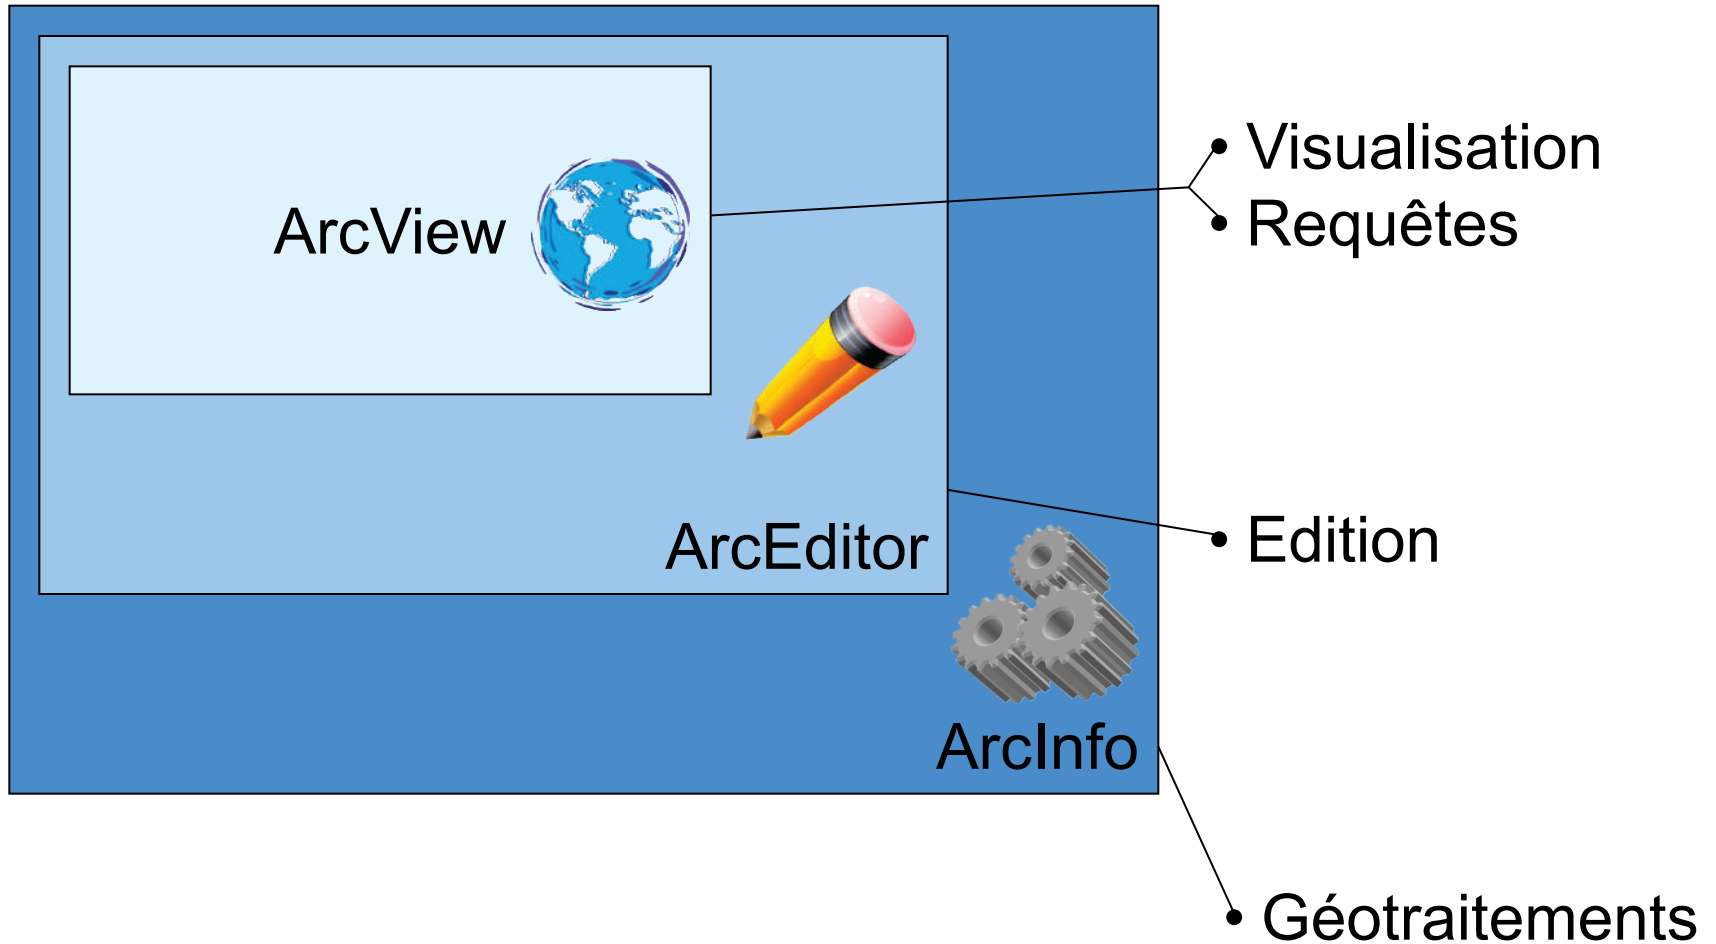 Visualisation
ArcView
Requêtes
ArcEditor
Edition
ArcInfo
Géotraitements